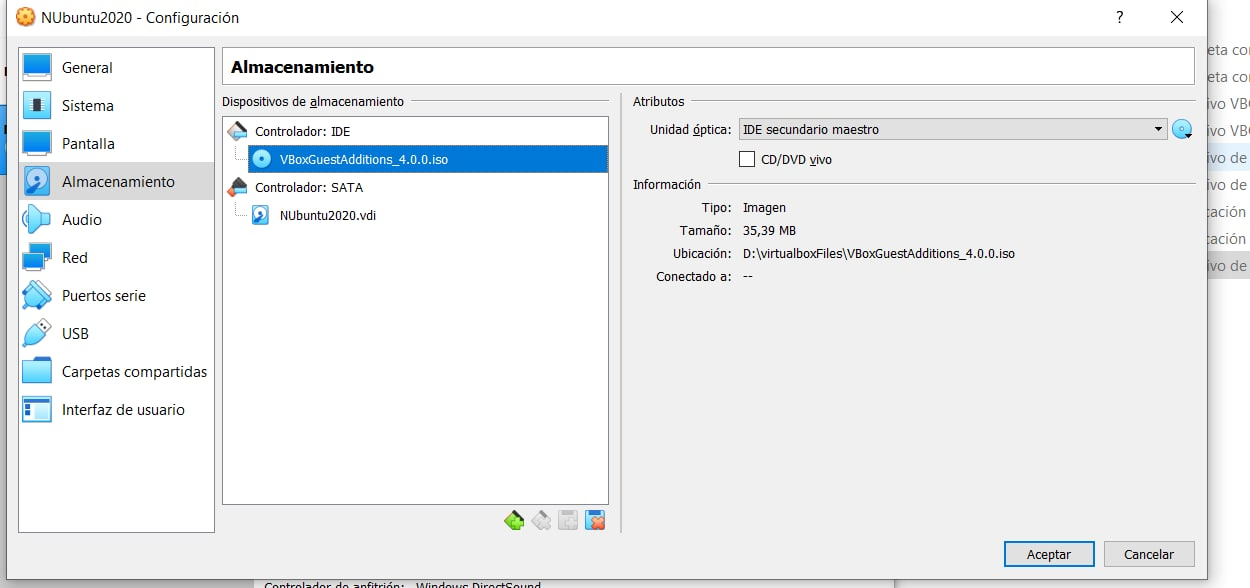 NUbuntu2020 - Configuración
?
General
Sistema
Pantalla
Almacenamiento
Audio
Red
Puertos serie
USB
Carpetas compartidas
Interfaz de usuario
Almacenamiento
Dispositivos de almacenamiento
Controlador: IDE
VBoxGuestAdditions_4.0.0.iso
Controlador: SATA
NUbuntu2020.vdi
Atributos
Unidad óptica: IDE secundario maestro
CD/DVD vivo
Información
Tipo: Imagen
Tamaño: 35,39 MB
Ubicación: D:\virtualboxFiles\VBoxGuestAdditions_4.0.0.iso
Conectado a: --
Aceptar
Cancelar
eta co
eta co
ivo VB
ivo VB
ivo de
ivo de
cación
cación
ivo de
Controlador de anfitrión: Windows DirectSound